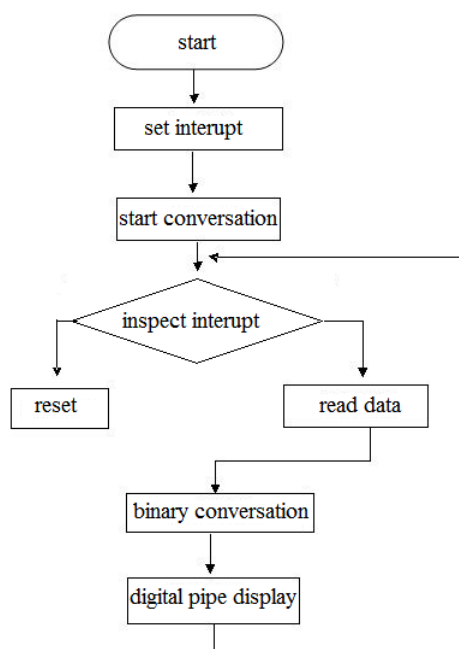 start
set interupt
start conversation
inspect interupt
reset
read data
binary conversation
digital pipe display